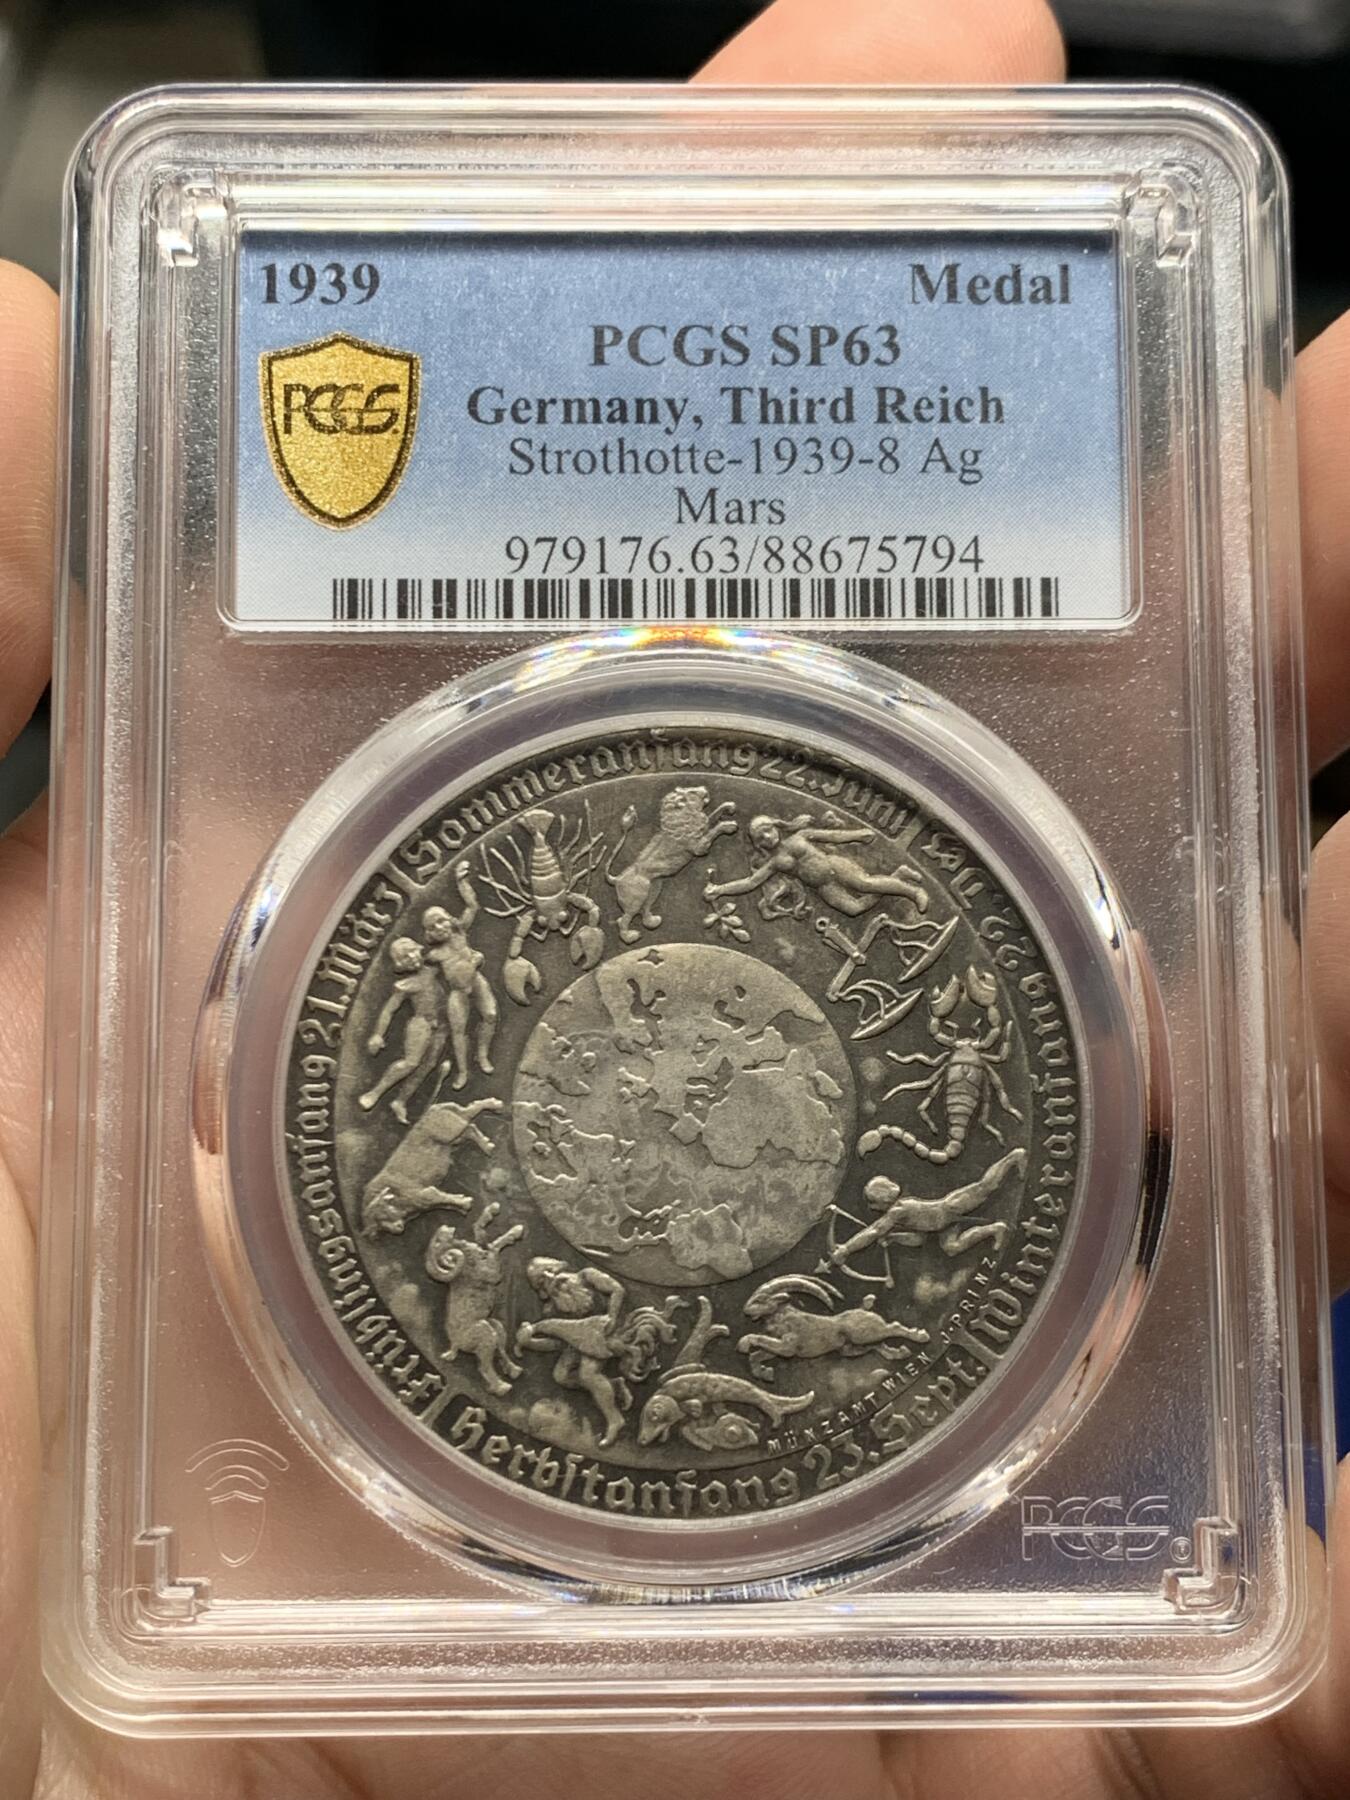 1939 Medal
PCGS SP63
PCGS
Germany, Third Reich
Strothotte-1939-8 Ag
Mars
979176.63/88675794
Sommeranfang 22. Juni
Winteranfang 22. Dez.
Herbstanfang 23. Sept.
Frühlingsanfang 21. März
MÜNZAMT WIEN J·PRINZ
PCGS